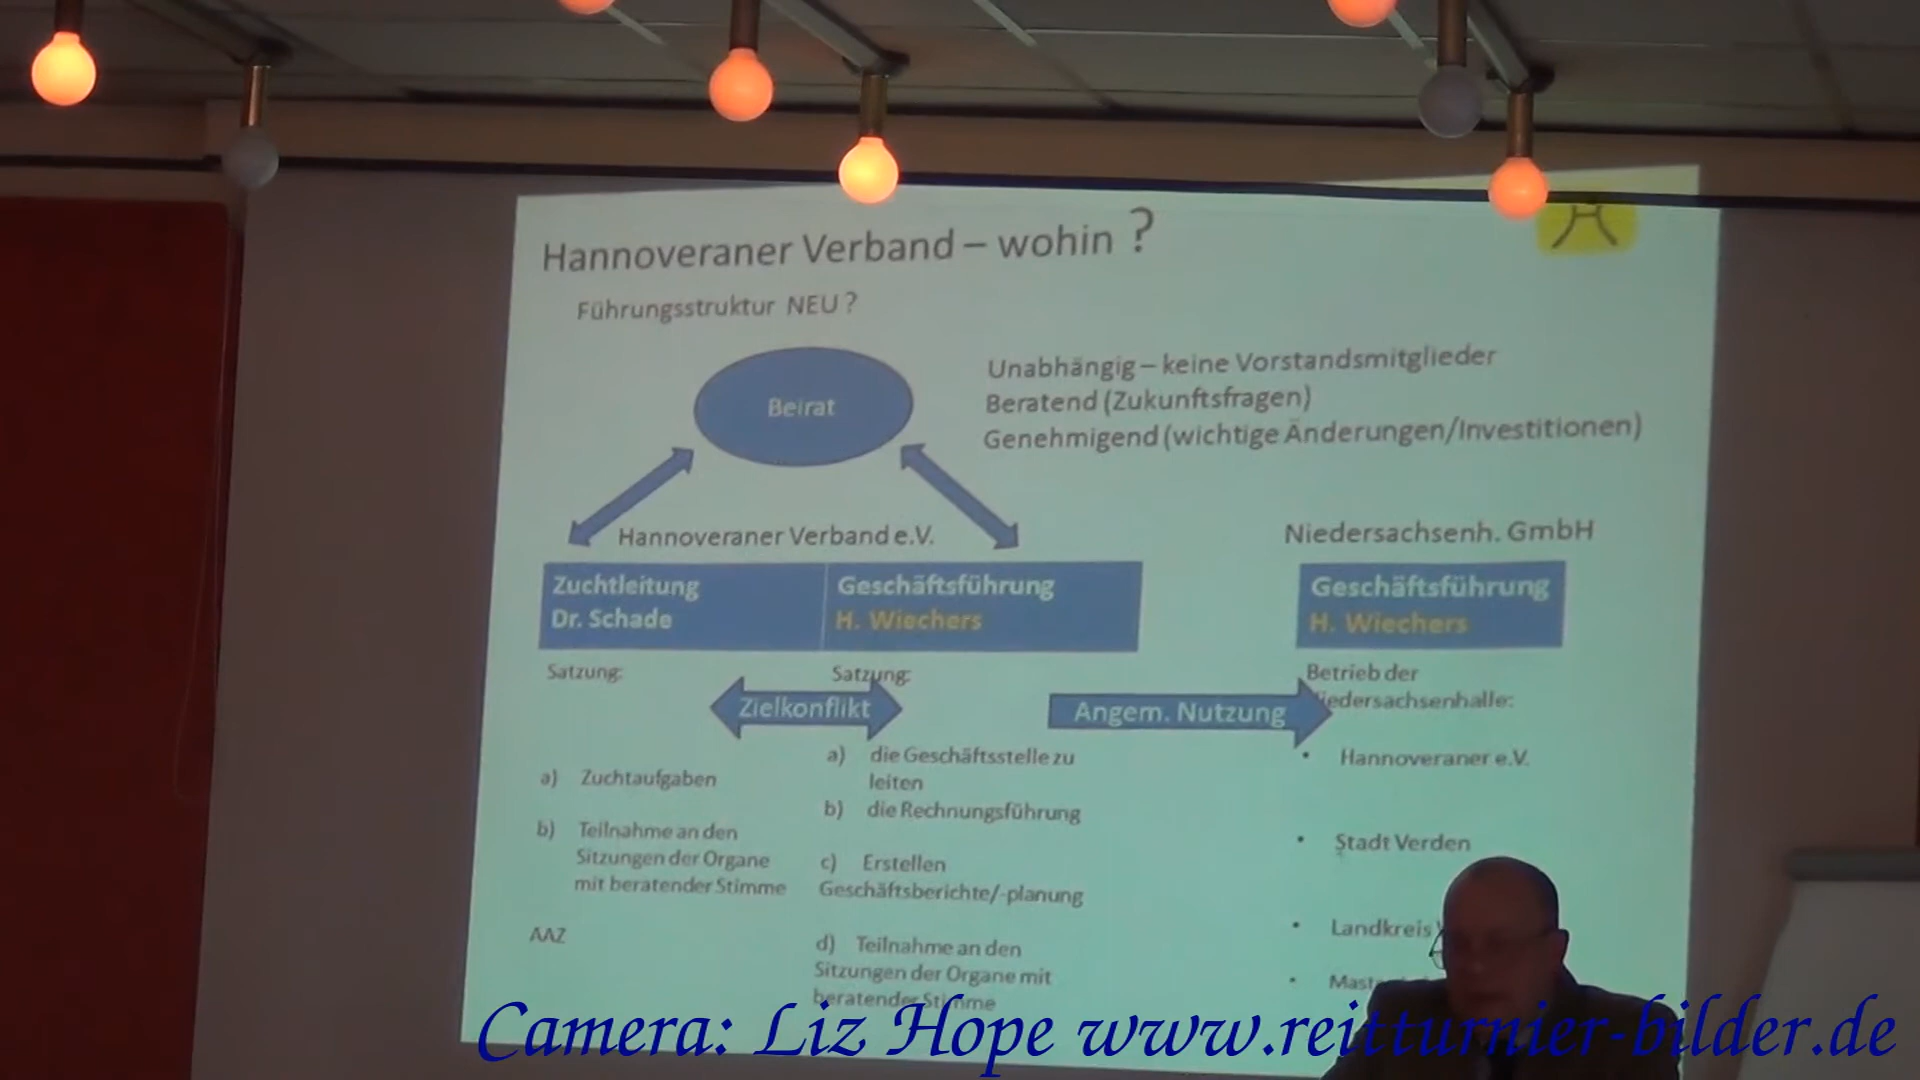 Hannoveraner Verband – wohin ?
Führungsstruktur NEU ?
Beirat
Unabhängig – keine Vorstandsmitglieder
Beratend (Zukunftsfragen)
Genehmigend (wichtige Änderungen/Investitionen)
Hannoveraner Verband e.V.
Niedersachsenh. GmbH
Zuchtleitung
Dr. Schade
Geschäftsführung
H. Wiechers
Geschäftsführung
H. Wiechers
Satzung:
Satzung:
Zielkonflikt
Angem. Nutzung
Betrieb der
iedersachsenhalle:
a) Zuchtaufgaben
b) Teilnahme an den
Sitzungen der Organe
mit beratender Stimme
AAZ
a) die Geschäftsstelle zu
leiten
b) die Rechnungsführung
c) Erstellen
Geschäftsberichte/-planung
d) Teilnahme an den
Sitzungen der Organe mit
beratender Stimme
• Hannoveraner e.V.
• Stadt Verden
• Landkreis
Camera: Liz Hope www.reitturnier-bilder.de